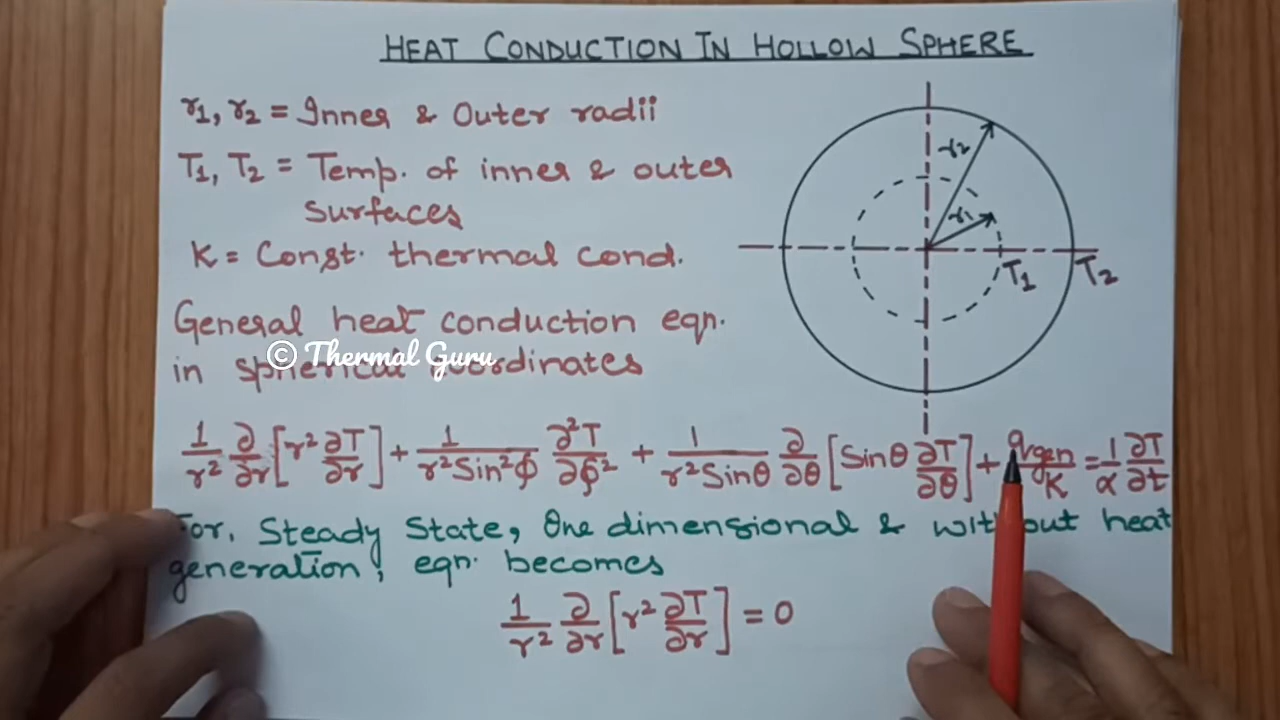 HEAT CONDUCTION IN HOLLOW SPHERE
r1, r2 = Inner & Outer radii
T1, T2 = Temp. of inner & outer
surfaces
K = Const. thermal cond.
General heat conduction eqn.
in spherical coordinates
© Thermal Guru
r2
r1
T1
T2
1/r² ∂/∂r [r² ∂T/∂r] + 1/r² Sin²ϕ ∂²T/∂ϕ² + 1/r² Sinθ ∂/∂θ [Sinθ ∂T/∂θ] + qgen/K = 1/α ∂T/∂t
For, Steady State, One dimensional & without heat
generation, eqn. becomes
1/r² ∂/∂r [r² ∂T/∂r] = 0